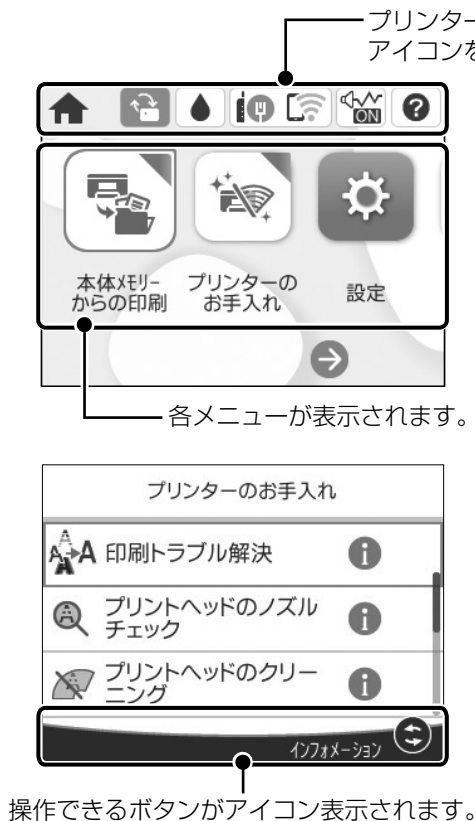 プリンター
アイコンを
ON
?
本体ﾒﾓﾘｰ
からの印刷
プリンターの
お手入れ
設定
各メニューが表示されます。
プリンターのお手入れ
印刷トラブル解決
プリントヘッドのノズル
チェック
プリントヘッドのクリー
ニング
ｲﾝﾌｫﾒｰｼｮﾝ
操作できるボタンがアイコン表示されます。